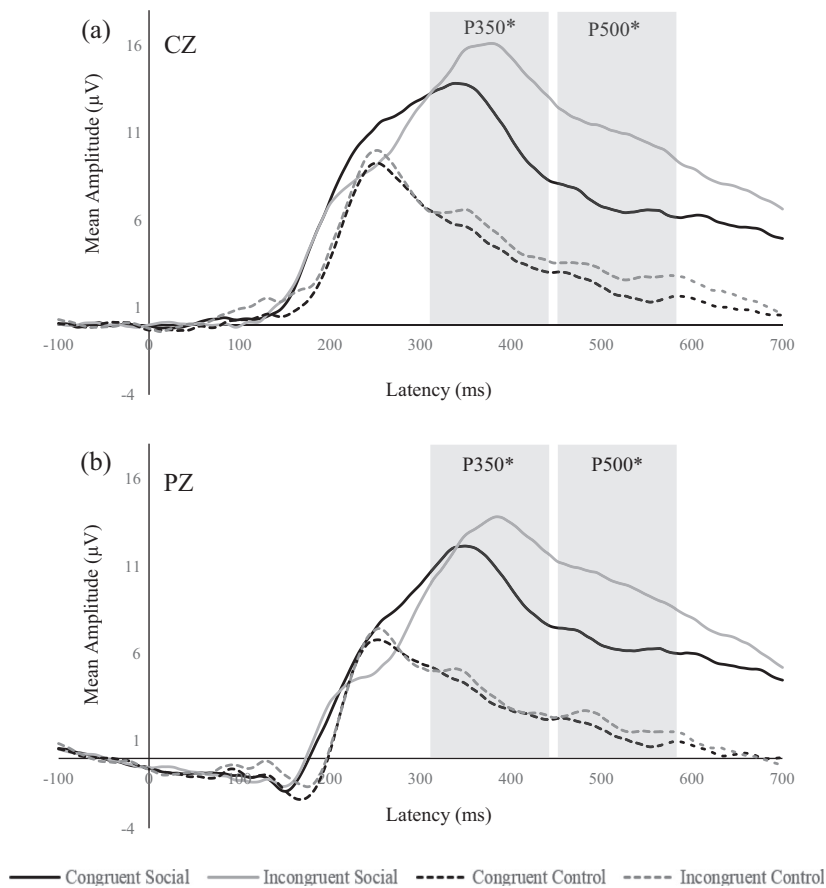 (a)
CZ
P350*
P500*
Mean Amplitude (µV)
16
11
6
1
-4
-100 0 100 200 300 400 500 600 700
Latency (ms)
(b)
PZ
P350*
P500*
Mean Amplitude (µV)
16
11
6
1
-4
-100 0 100 200 300 400 500 600 700
Latency (ms)
Congruent Social Incongruent Social Congruent Control Incongruent Control